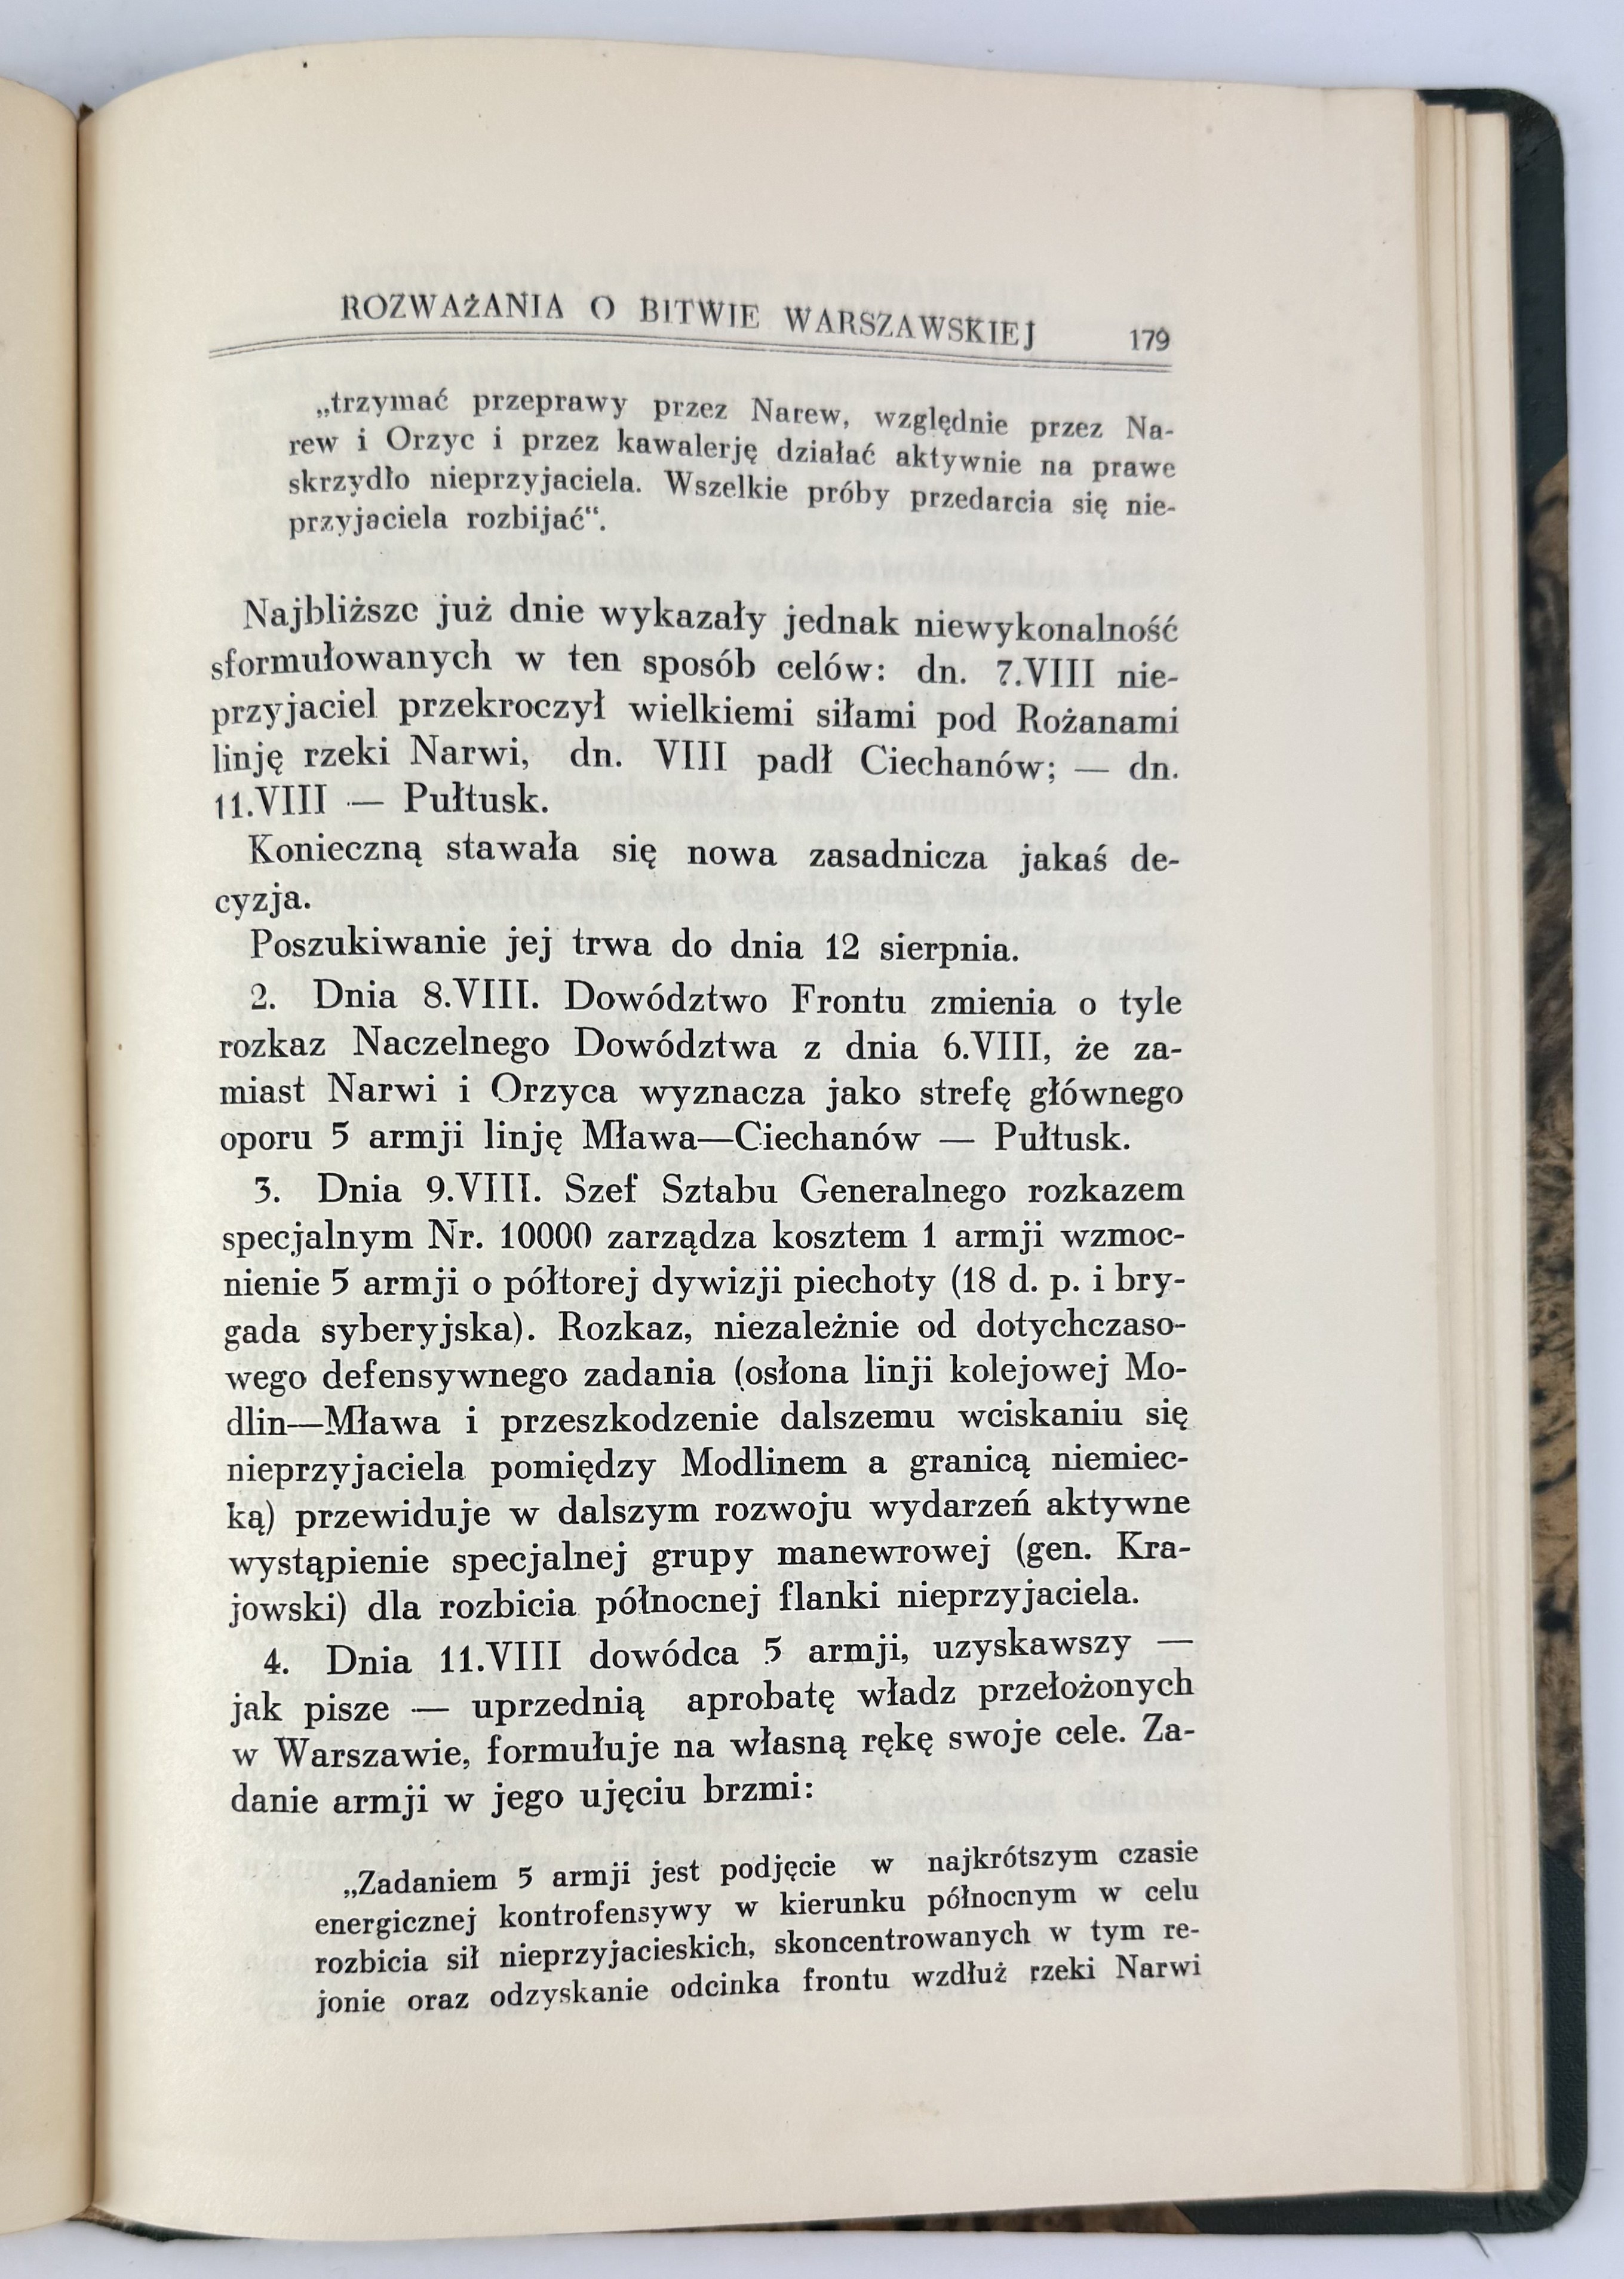 ROZWAŻANIA O BITWIE WARSZAWSKIEJ 179
„trzymać przeprawy przez Narew, względnie przez Na-
rew i Orzyc i przez kawalerję działać aktywnie na prawe
skrzydło nieprzyjaciela. Wszelkie próby przedarcia się nie-
przyjaciela rozbijać“.
Najbliższe już dnie wykazały jednak niewykonalność
sformułowanych w ten sposób celów: dn. 7.VIII nie-
przyjaciel przekroczył wielkiemi siłami pod Rożanami
linję rzeki Narwi, dn. VIII padł Ciechanów; — dn.
11.VIII — Pułtusk.
Konieczną stawała się nowa zasadnicza jakaś de-
cyzja.
Poszukiwanie jej trwa do dnia 12 sierpnia.
2. Dnia 8.VIII. Dowództwo Frontu zmienia o tyle
rozkaz Naczelnego Dowództwa z dnia 6.VIII, że za-
miast Narwi i Orzyca wyznacza jako strefę głównego
oporu 5 armji linję Mława—Ciechanów — Pułtusk.
3. Dnia 9.VIII. Szef Sztabu Generalnego rozkazem
specjalnym Nr. 10000 zarządza kosztem 1 armji wzmoc-
nienie 5 armji o półtorej dywizji piechoty (18 d. p. i bry-
gada syberyjska). Rozkaz, niezależnie od dotychczaso-
wego defensywnego zadania (osłona linji kolejowej Mo-
dlin—Mława i przeszkodzenie dalszemu wciskaniu się
nieprzyjaciela pomiędzy Modlinem a granicą niemiec-
ką) przewiduje w dalszym rozwoju wydarzeń aktywne
wystąpienie specjalnej grupy manewrowej (gen. Kra-
jowski) dla rozbicia północnej flanki nieprzyjaciela.
4. Dnia 11.VIII dowódca 5 armji, uzyskawszy —
jak pisze — uprzednią aprobatę władz przełożonych
w Warszawie, formułuje na własną rękę swoje cele. Za-
danie armji w jego ujęciu brzmi:
„Zadaniem 5 armji jest podjęcie w najkrótszym czasie
energicznej kontrofensywy w kierunku północnym w celu
rozbicia sił nieprzyjacieskich, skoncentrowanych w tym re-
jonie oraz odzyskanie odcinka frontu wzdłuż rzeki Narwi